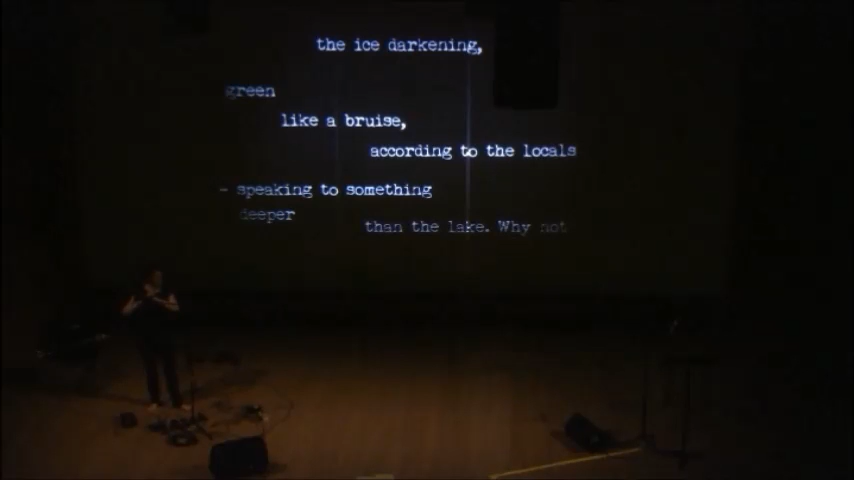 the ice darkening,
green
like a bruise,
according to the locals
- speaking to something
deeper
than the lake. Why not